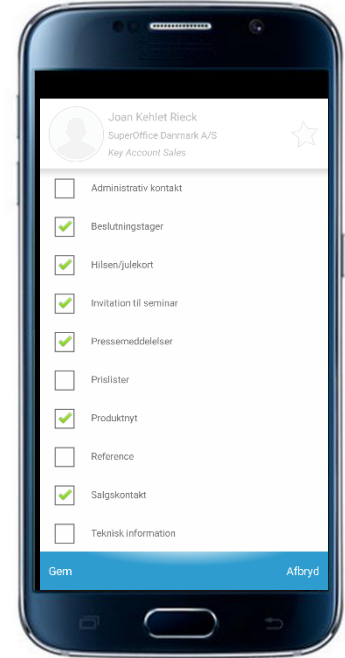 Joan Kehlet Rieck
SuperOffice Danmark A/S
Key Account Sales
Administrativ kontakt
Beslutningstager
Hilsen/julekort
Invitation til seminar
Pressemeddelelser
Prislister
Produktnyt
Reference
Salgskontakt
Teknisk information
Gem Afbryd